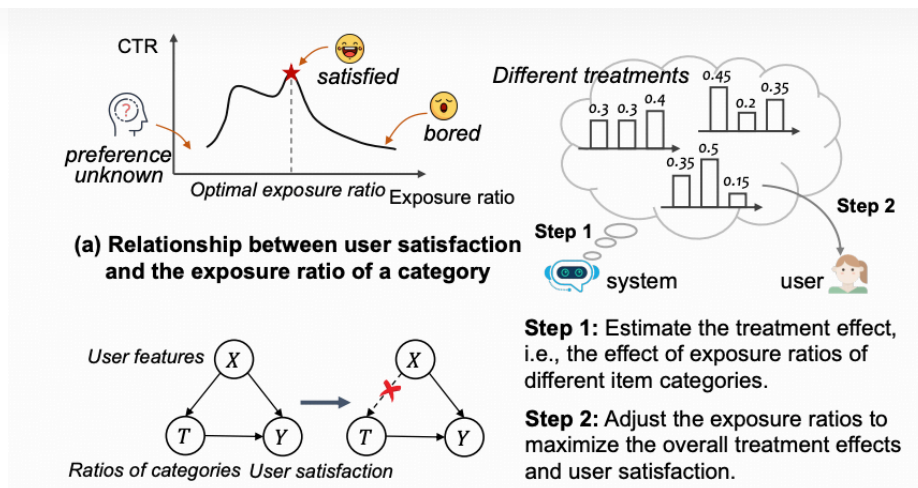 CTR
satisfied
bored
preference
unknown
?
Optimal exposure ratio
Exposure ratio
(a) Relationship between user satisfaction
and the exposure ratio of a category
Different treatments
0.3 0.3 0.4
0.45 0.2 0.35
0.35 0.5 0.15
Step 1
Step 2
system
user
User features
X
T
Y
X
T
Y
Ratios of categories
User satisfaction
Step 1: Estimate the treatment effect,
i.e., the effect of exposure ratios of
different item categories.
Step 2: Adjust the exposure ratios to
maximize the overall treatment effects
and user satisfaction.